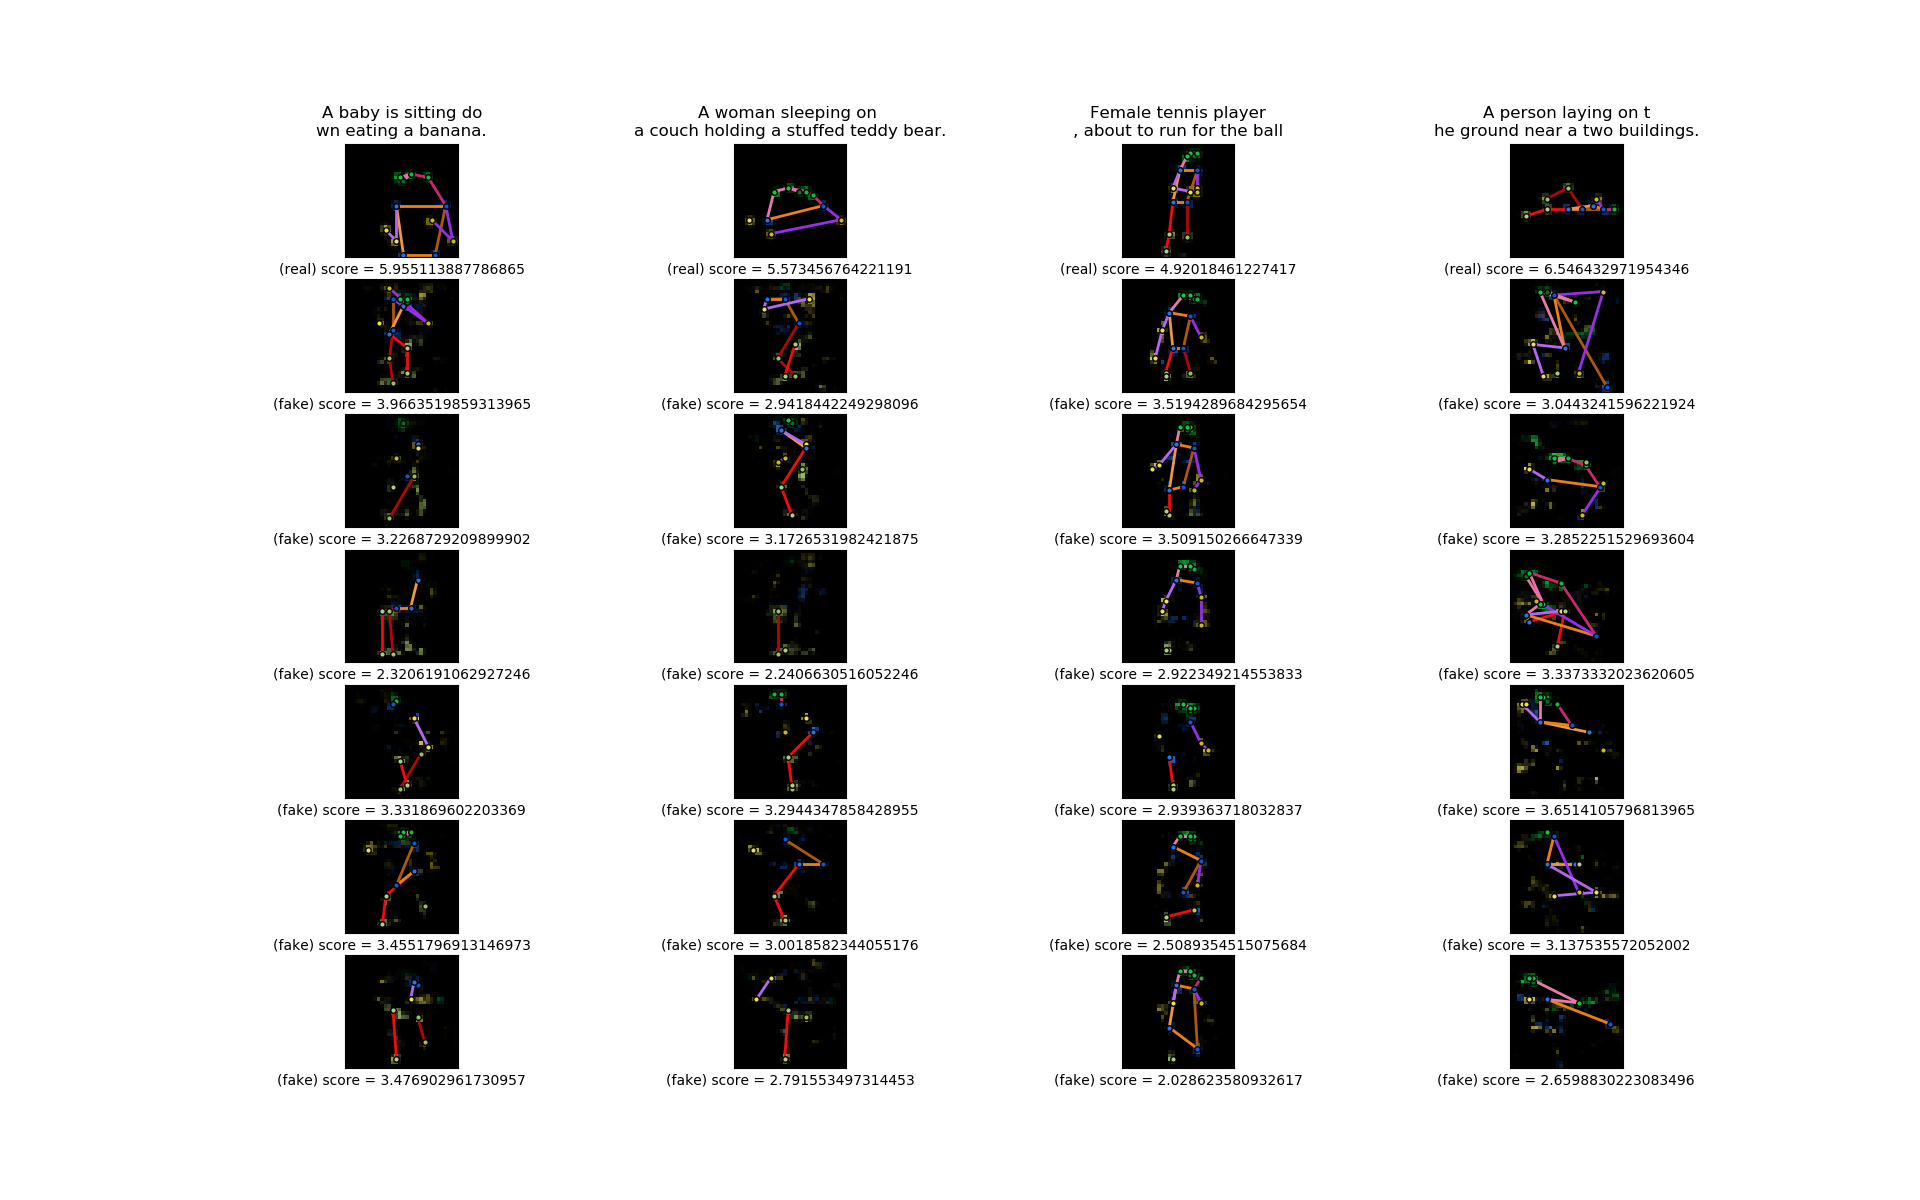 A baby is sitting do
wn eating a banana.
A woman sleeping on
a couch holding a stuffed teddy bear.
Female tennis player
, about to run for the ball
A person laying on t
he ground near a two buildings.
(real) score = 5.955113887786865
(real) score = 5.573456764221191
(real) score = 4.92018461227417
(real) score = 6.546432971954346
(fake) score = 3.9663519859313965
(fake) score = 2.9418442249298096
(fake) score = 3.5194289684295654
(fake) score = 3.0443241596221924
(fake) score = 3.2268729209899902
(fake) score = 3.1726531982421875
(fake) score = 3.509150266647339
(fake) score = 3.2852251529693604
(fake) score = 2.3206191062927246
(fake) score = 2.2406630516052246
(fake) score = 2.922349214553833
(fake) score = 3.3373332023620605
(fake) score = 3.331869602203369
(fake) score = 3.2944347858428955
(fake) score = 2.939363718032837
(fake) score = 3.6514105796813965
(fake) score = 3.4551796913146973
(fake) score = 3.0018582344055176
(fake) score = 2.5089354515075684
(fake) score = 3.137535572052002
(fake) score = 3.476902961730957
(fake) score = 2.791553497314453
(fake) score = 2.028623580932617
(fake) score = 2.6598830223083496